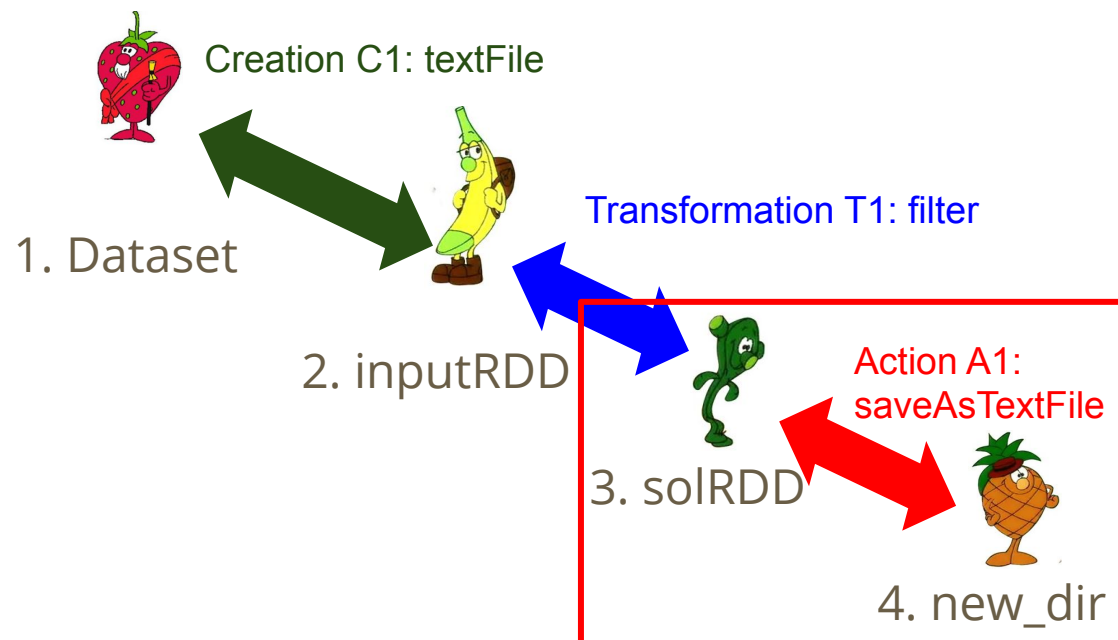 Creation C1: textFile
1. Dataset
Transformation T1: filter
2. inputRDD
Action A1:
saveAsTextFile
3. solRDD
4. new_dir